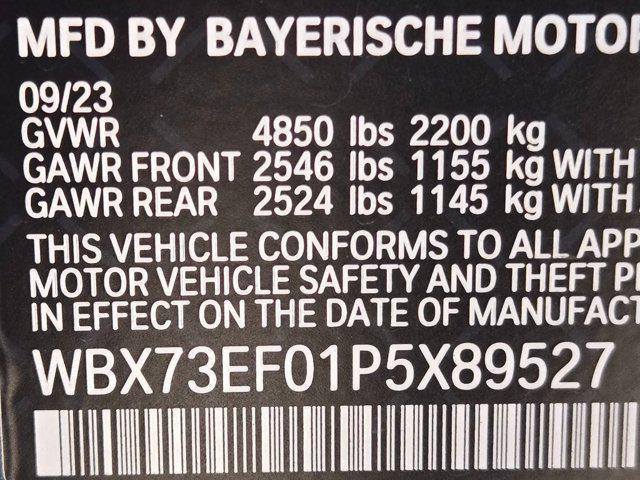 MFD BY BAYERISCHE MOTOR
09/23
GVWR 4850 lbs 2200 kg
GAWR FRONT 2546 lbs 1155 kg WITH
GAWR REAR 2524 lbs 1145 kg WITH
THIS VEHICLE CONFORMS TO ALL APP
MOTOR VEHICLE SAFETY AND THEFT P
IN EFFECT ON THE DATE OF MANUFACT
WBX73EF01P5X89527